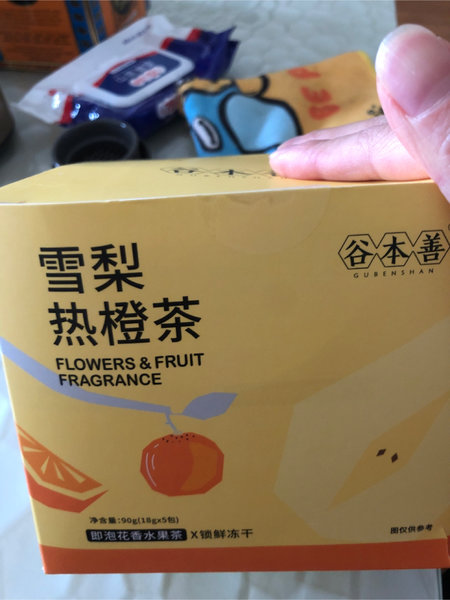 谷本善
GUBENSHAN
雪梨
热橙茶
FLOWERS & FRUIT
FRAGRANCE
净含量:90g(18gx5包)
即泡花香水果茶 X锁鲜冻干
图仅供参考